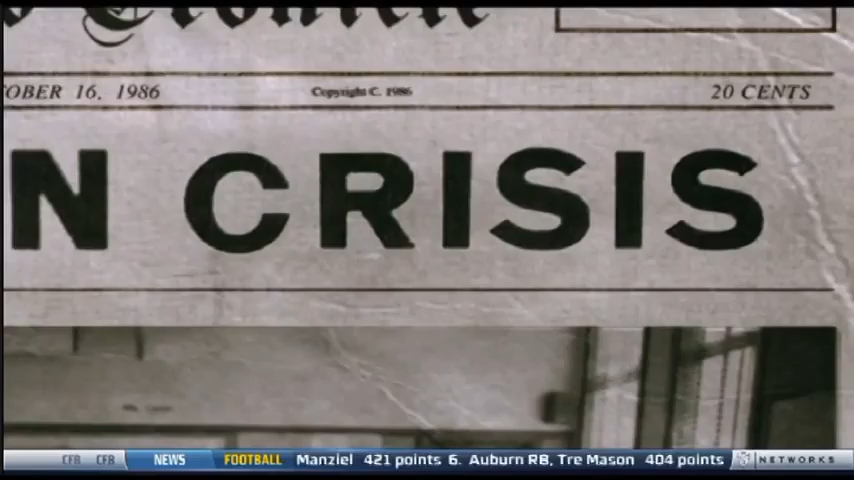 Chronicle
OBER 16, 1986 Copyright C. 1986 20 CENTS
N CRISIS
CFB CFB NEWS FOOTBALL Manziel 421 points 6. Auburn RB, Tre Mason 404 points NETWORKS